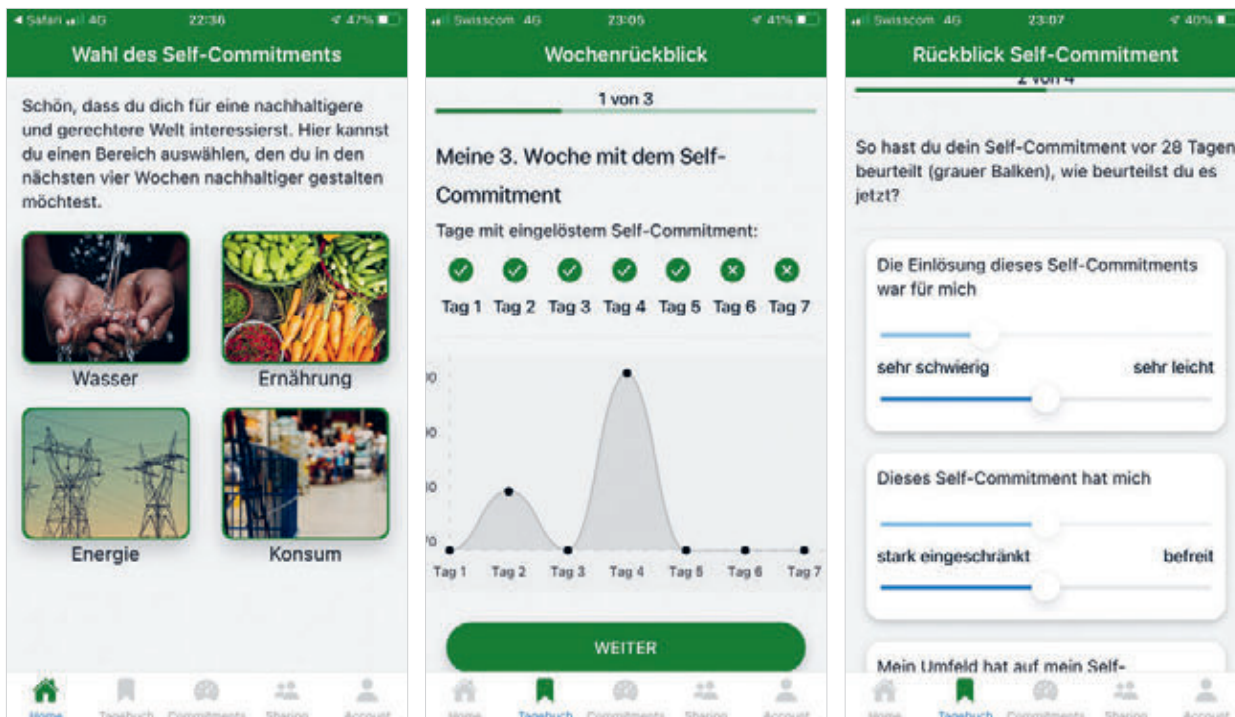 Safari 4G 22:36 47%
Wahl des Self-Commitments
Schön, dass du dich für eine nachhaltigere
und gerechtere Welt interessierst. Hier kannst
du einen Bereich auswählen, den du in den
nächsten vier Wochen nachhaltiger gestalten
möchtest.
Wasser Ernährung
Energie Konsum
Home Tagebuch Commitments Sharing Account
Swisscom 4G 23:05 41%
Wochenrückblick
1 von 3
Meine 3. Woche mit dem Self-
Commitment
Tage mit eingelöstem Self-Commitment:
Tag 1 Tag 2 Tag 3 Tag 4 Tag 5 Tag 6 Tag 7
Tag 1 Tag 2 Tag 3 Tag 4 Tag 5 Tag 6 Tag 7
WEITER
Home Tagebuch Commitments Sharing Account
Swisscom 4G 23:07 40%
Rückblick Self-Commitment
2 von 4
So hast du dein Self-Commitment vor 28 Tagen
beurteilt (grauer Balken), wie beurteilst du es
jetzt?
Die Einlösung dieses Self-Commitments
war für mich
sehr schwierig sehr leicht
Dieses Self-Commitment hat mich
stark eingeschränkt befreit
Mein Umfeld hat auf mein Self-
Home Tagebuch Commitments Sharing Account